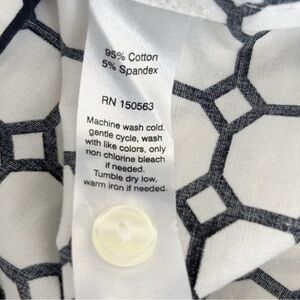 95% Cotton
5% Spandex
RN 150563
Machine wash cold,
gentle cycle, wash
with like colors, only
non chlorine bleach
if needed.
Tumble dry low,
warm iron if needed.